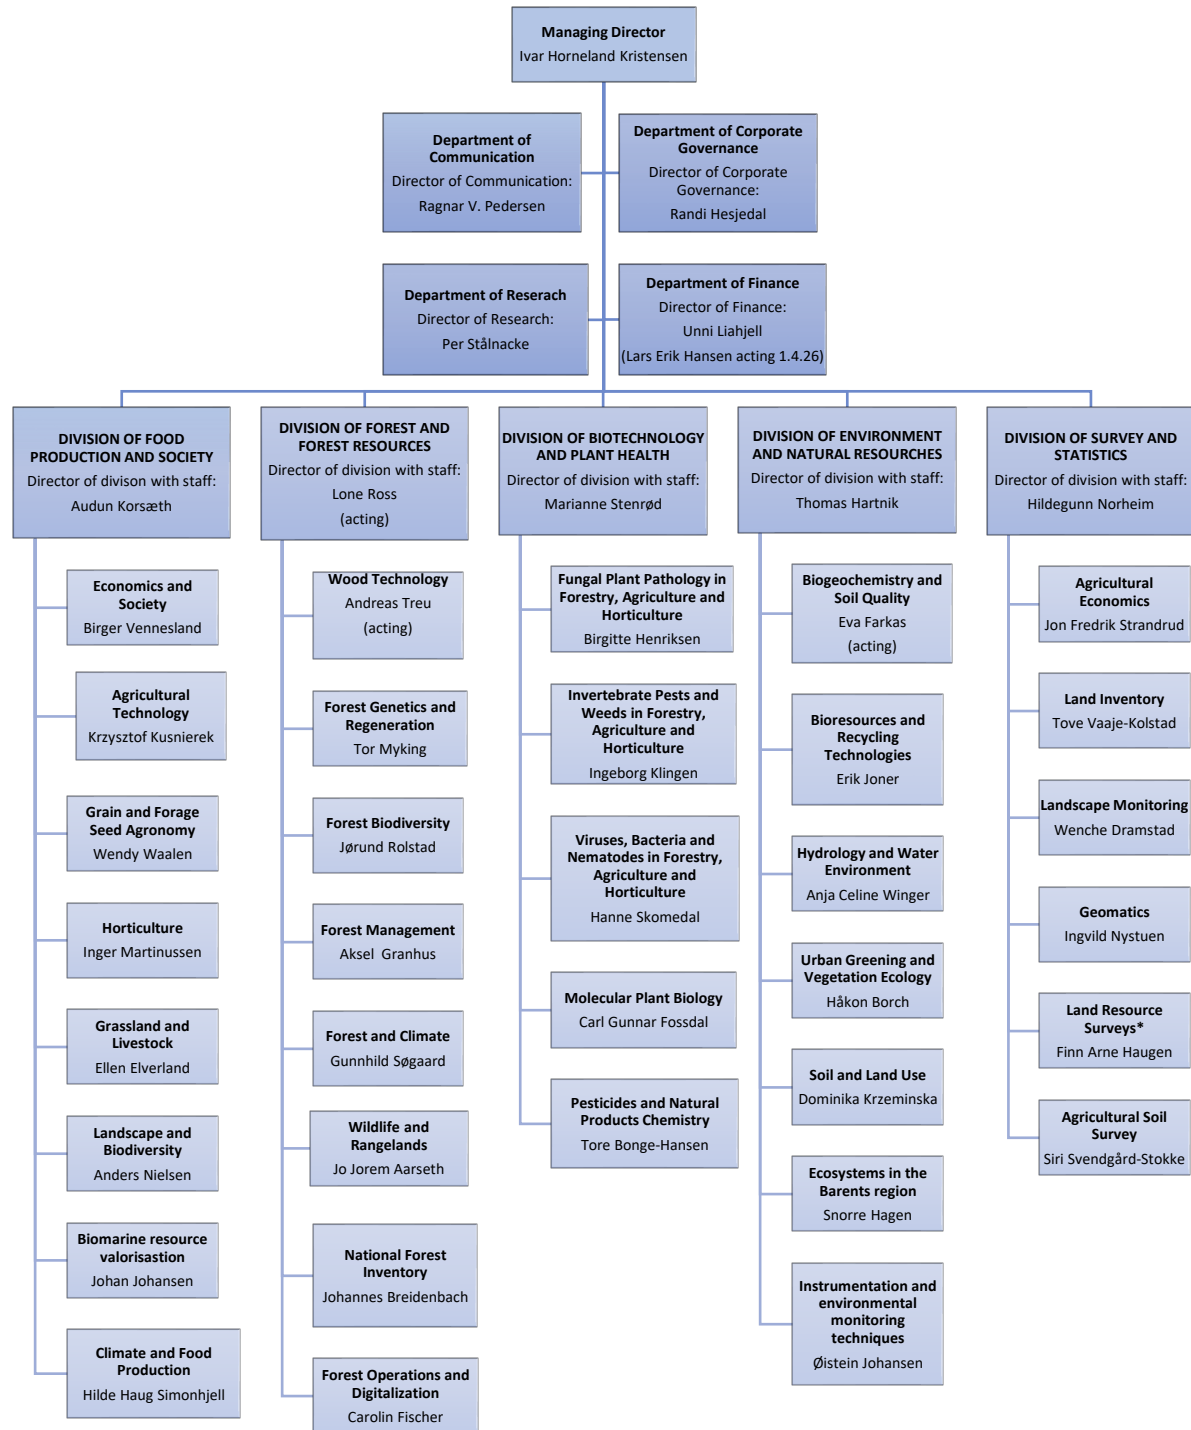 Managing Director
Ivar Horneland Kristensen
Department of
Communication
Director of Communication:
Ragnar V. Pedersen
Department of Corporate
Governance
Director of Corporate
Governance:
Randi Hesjedal
Department of Reserach
Director of Research:
Per Stålnacke
Department of Finance
Director of Finance:
Unni Liahjell
(Lars Erik Hansen acting 1.4.26)
DIVISION OF FOOD
PRODUCTION AND SOCIETY
Director of divison with staff:
Audun Korsæth
Economics and
Society
Birger Vennesland
Agricultural
Technology
Krzysztof Kusnierek
Grain and Forage
Seed Agronomy
Wendy Waalen
Horticulture
Inger Martinussen
Grassland and
Livestock
Ellen Elverland
Landscape and
Biodiversity
Anders Nielsen
Biomarine resource
valorisastion
Johan Johansen
Climate and Food
Production
Hilde Haug Simonhjell
DIVISION OF FOREST AND
FOREST RESOURCES
Director of division with staff:
Lone Ross
(acting)
Wood Technology
Andreas Treu
(acting)
Forest Genetics and
Regeneration
Tor Myking
Forest Biodiversity
Jørund Rolstad
Forest Management
Aksel Granhus
Forest and Climate
Gunnhild Søgaard
Wildlife and
Rangelands
Jo Jorem Aarseth
National Forest
Inventory
Johannes Breidenbach
Forest Operations and
Digitalization
Carolin Fischer
DIVISION OF BIOTECHNOLOGY
AND PLANT HEALTH
Director of division with staff:
Marianne Stenrød
Fungal Plant Pathology in
Forestry, Agriculture and
Horticulture
Birgitte Henriksen
Invertebrate Pests and
Weeds in Forestry,
Agriculture and
Horticulture
Ingeborg Klingen
Viruses, Bacteria and
Nematodes in Forestry,
Agriculture and
Horticulture
Hanne Skomedal
Molecular Plant Biology
Carl Gunnar Fossdal
Pesticides and Natural
Products Chemistry
Tore Bonge-Hansen
DIVISION OF ENVIRONMENT
AND NATURAL RESOURCHES
Director of division with staff:
Thomas Hartnik
Biogeochemistry and
Soil Quality
Eva Farkas
(acting)
Bioresources and
Recycling
Technologies
Erik Joner
Hydrology and Water
Environment
Anja Celine Winger
Urban Greening and
Vegetation Ecology
Håkon Borch
Soil and Land Use
Dominika Krzeminska
Ecosystems in the
Barents region
Snorre Hagen
Instrumentation and
environmental
monitoring
techniques
Øistein Johansen
DIVISION OF SURVEY AND
STATISTICS
Director of division with staff:
Hildegunn Norheim
Agricultural
Economics
Jon Fredrik Strandrud
Land Inventory
Tove Vaaje-Kolstad
Landscape Monitoring
Wenche Dramstad
Geomatics
Ingvild Nystuen
Land Resource
Surveys*
Finn Arne Haugen
Agricultural Soil
Survey
Siri Svendgård-Stokke